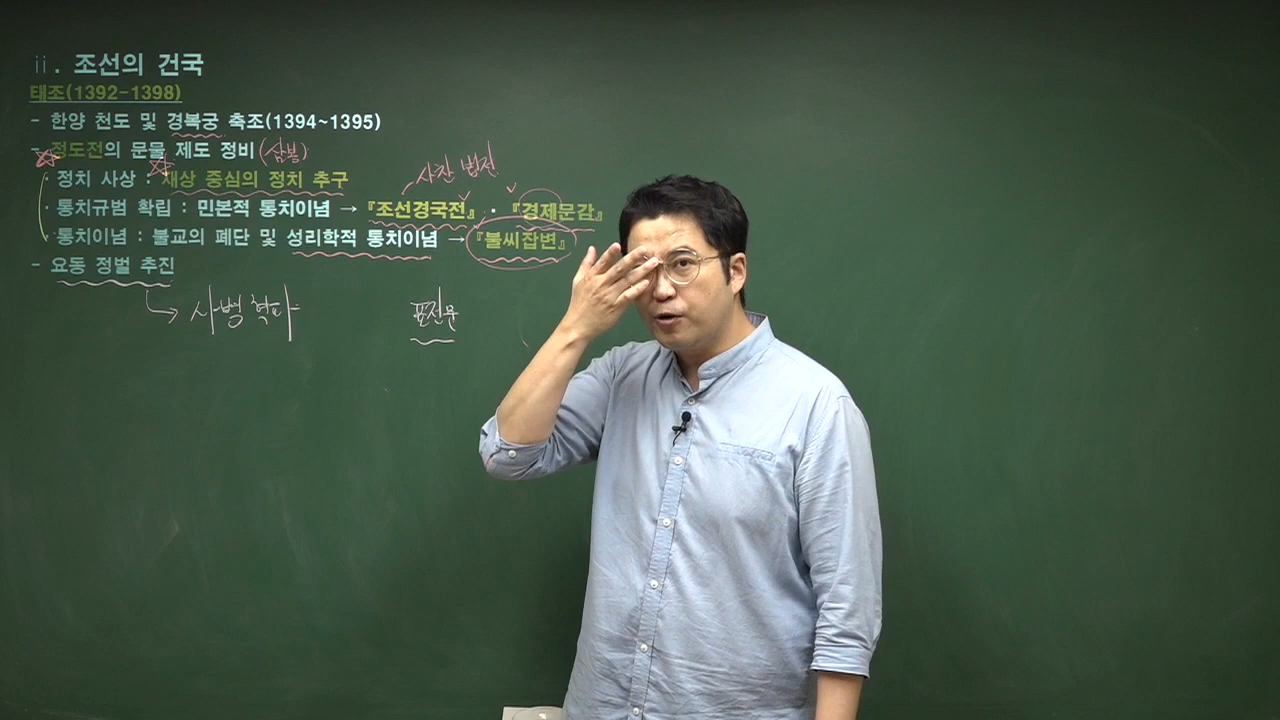 ⅱ. 조선의 건국
태조(1392-1398)
- 한양 천도 및 경복궁 축조(1394~1395)
- 정도전의 문물 제도 정비 (삼봉)
· 정치 사상 : 재상 중심의 정치 추구
사찬 법전
· 통치규범 확립 : 민본적 통치이념 → 『조선경국전』 · 『경제문감』
· 통치이념 : 불교의 폐단 및 성리학적 통치이념 → 『불씨잡변』
- 요동 정벌 추진
→ 사병 혁파 표전문